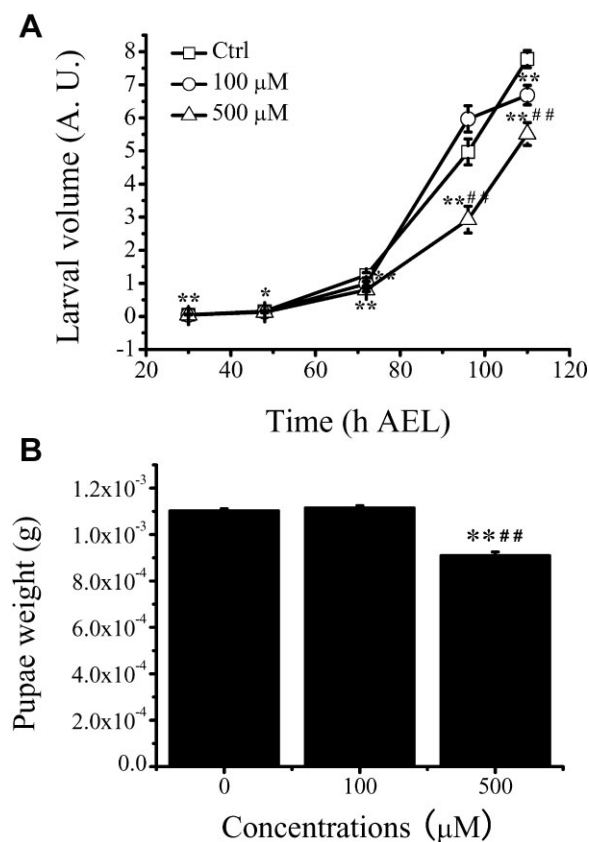 A
Larval volume (A. U.)
8
7
6
5
4
3
2
1
0
-1
Ctrl
100 µM
500 µM
**
**##
**##
**
*
**
**
20
40
60
80
100
120
Time (h AEL)
B
Pupae weight (g)
1.2x10⁻³
1.0x10⁻³
8.0x10⁻⁴
6.0x10⁻⁴
4.0x10⁻⁴
2.0x10⁻⁴
0.0
**##
0
100
500
Concentrations (µM)